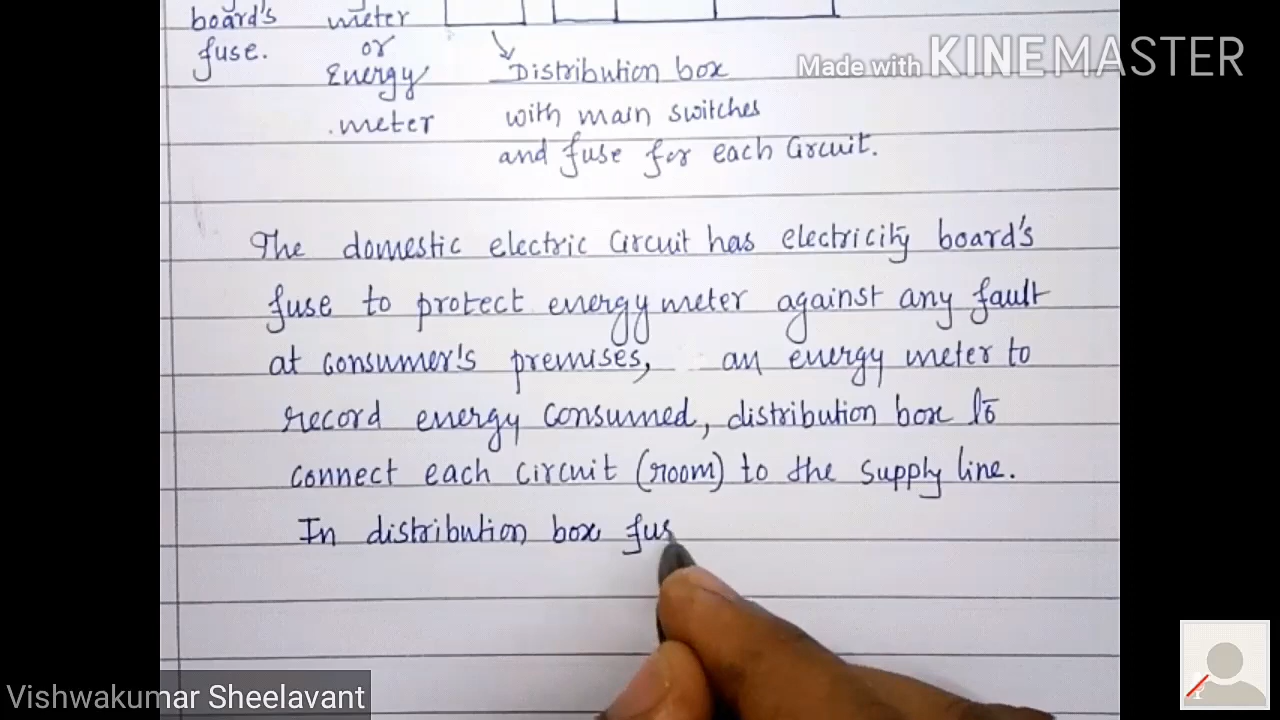 board's meter
fuse. or
Energy
meter
Distribution box
with main switches
and fuse for each Circuit.
Made with KINEMASTER
The domestic electric Circuit has electricity board's
fuse to protect energy meter against any fault
at consumer's premises, an energy meter to
record energy consumed, distribution box to
connect each circuit (room) to the supply line.
In distribution box fus
Vishwakumar Sheelavant